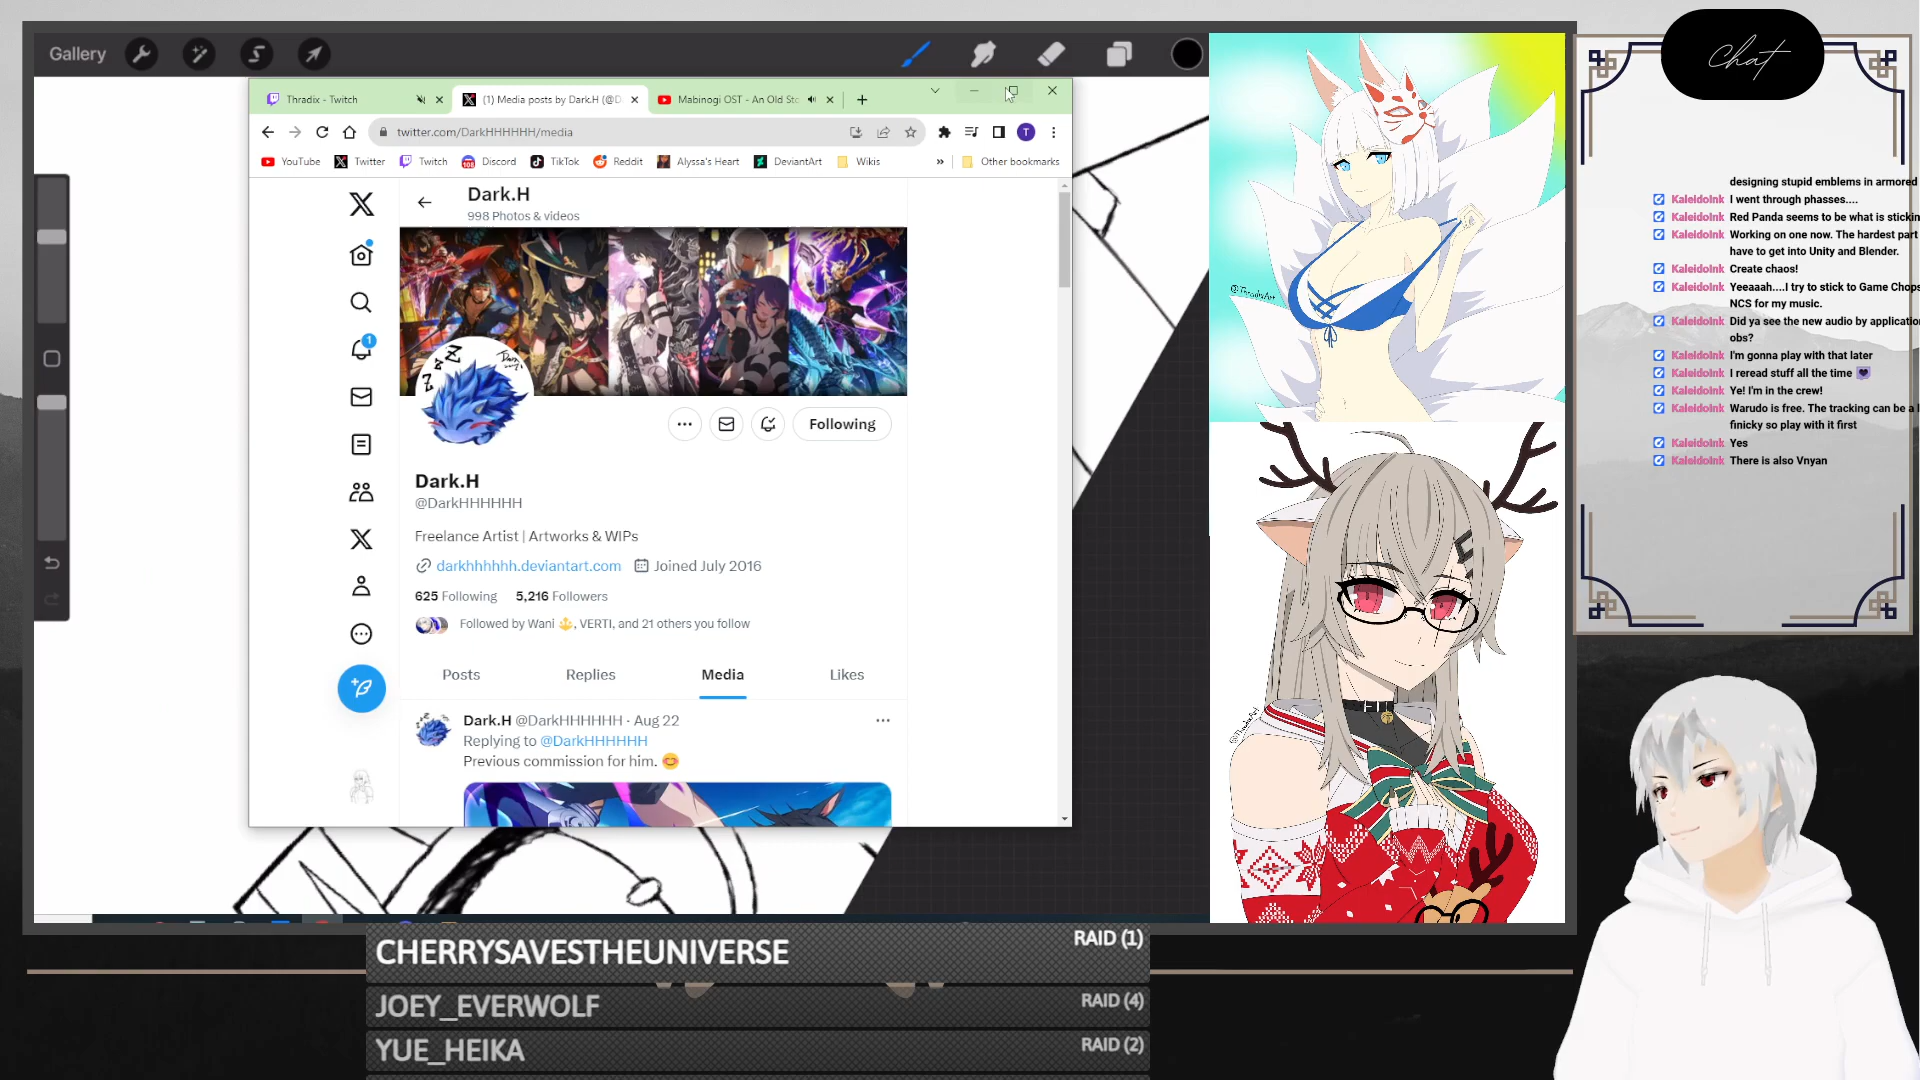 Gallery
Thradix - Twitch
(1) Media posts by Dark.H (@D
Mabinogi OST - An Old Sto
twitter.com/DarkHHHHHH/media
T
YouTube
Twitter
Twitch
Discord
TikTok
Reddit
Alyssa's Heart
DeviantArt
Wikis
»
Other bookmarks
Dark.H
998 Photos & videos
1
Following
Dark.H
@DarkHHHHHH
Freelance Artist | Artworks & WIPs
darkhhhhhh.deviantart.com Joined July 2016
625 Following 5,216 Followers
Followed by Wani, VERTI, and 21 others you follow
Posts Replies Media Likes
Dark.H @DarkHHHHHH · Aug 22
Replying to @DarkHHHHHH
Previous commission for him.
@ThradixArt
Chat
designing stupid emblems in armored
KaleidoInk I went through phasses....
KaleidoInk Red Panda seems to be what is stickin
KaleidoInk Working on one now. The hardest part
have to get into Unity and Blender.
KaleidoInk Create chaos!
KaleidoInk Yeeaaah....I try to stick to Game Chops
NCS for my music.
KaleidoInk Did ya see the new audio by applicatio
obs?
KaleidoInk I'm gonna play with that later
KaleidoInk I reread stuff all the time
KaleidoInk Ye! I'm in the crew!
KaleidoInk Warudo is free. The tracking can be a l
finicky so play with it first
KaleidoInk Yes
KaleidoInk There is also Vnyan
CHERRYSAVESTHEUNIVERSE RAID (1)
JOEY_EVERWOLF RAID (4)
YUE_HEIKA RAID (2)